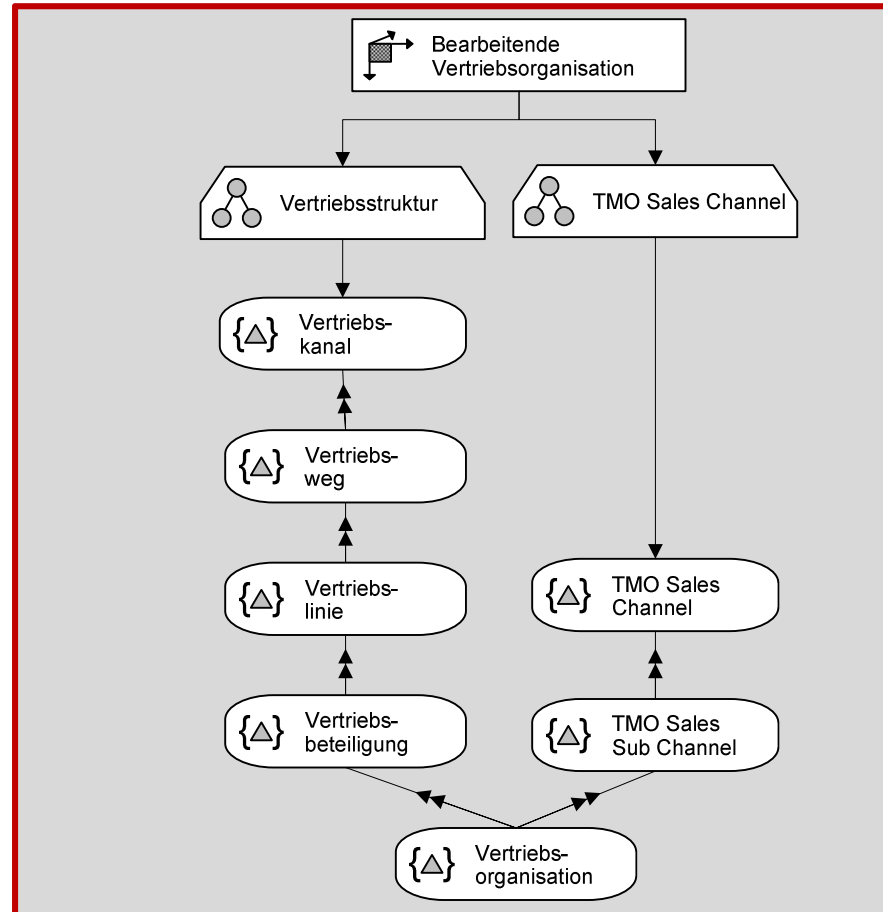 Bearbeitende
Vertriebsorganisation
Vertriebsstruktur
TMO Sales Channel
Vertriebs-
kanal
Vertriebs-
weg
Vertriebs-
linie
TMO Sales
Channel
Vertriebs-
beteiligung
TMO Sales
Sub Channel
Vertriebs-
organisation